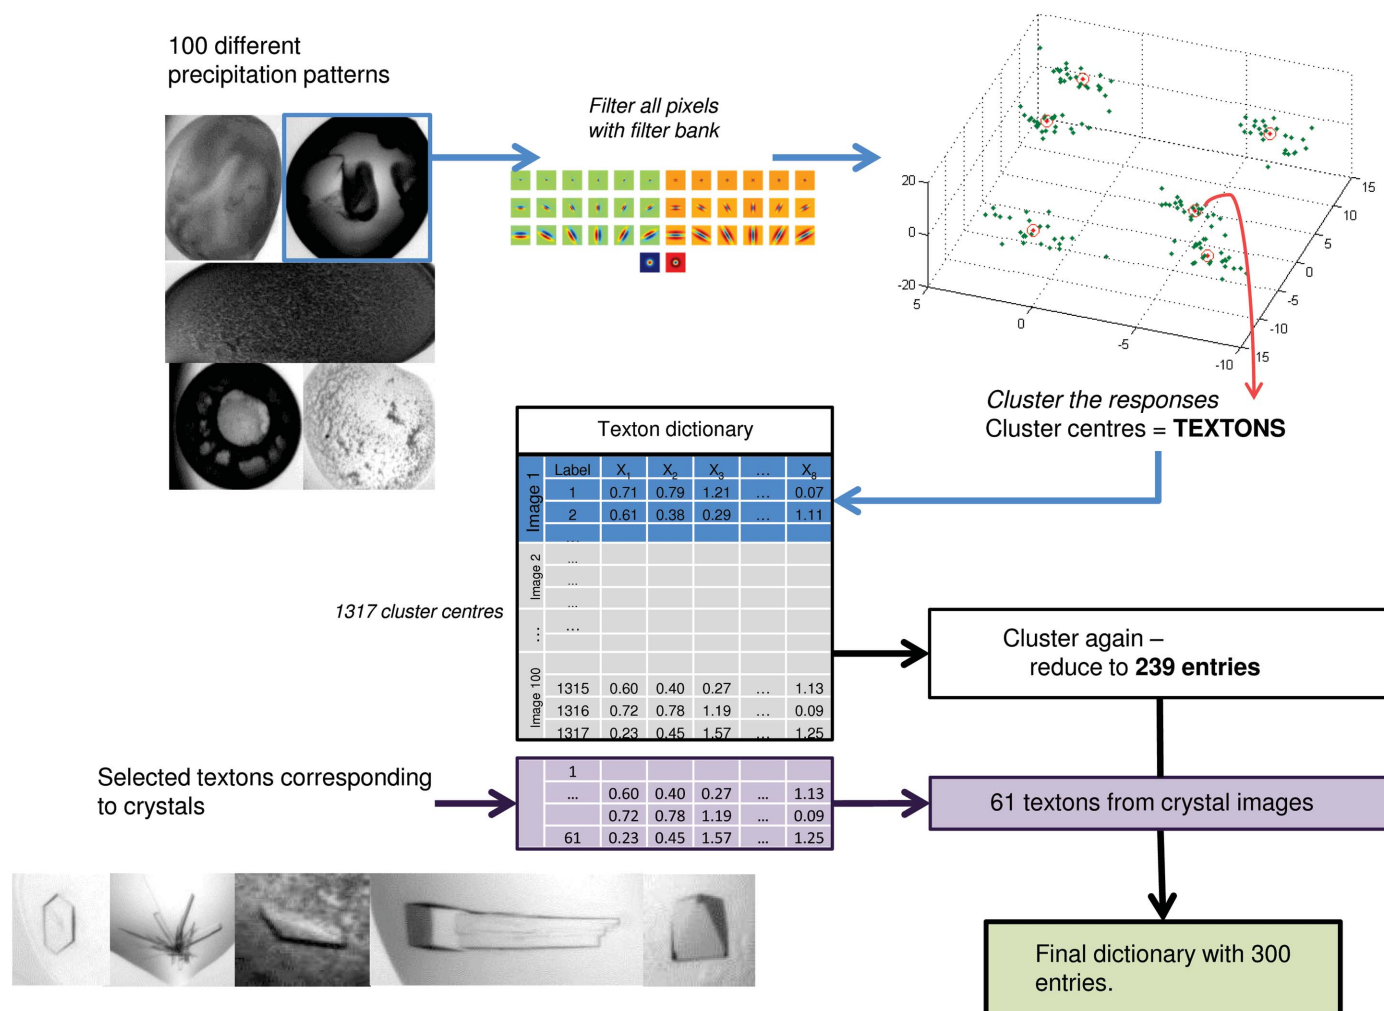 100 different
precipitation patterns
Filter all pixels
with filter bank
20
0
-20
5
0
-5
-10
15
10
5
0
-5
-10
15
Cluster the responses
Cluster centres = TEXTONS
Texton dictionary
Image 1
Label X1 X2 X3 ... X8
1 0.71 0.79 1.21 ... 0.07
2 0.61 0.38 0.29 ... 1.11
...
Image 2
...
...
...
1317 cluster centres
... ...
Image 100
1315 0.60 0.40 0.27 ... 1.13
1316 0.72 0.78 1.19 ... 0.09
1317 0.23 0.45 1.57 ... 1.25
Cluster again –
reduce to 239 entries
Selected textons corresponding
to crystals
1
... 0.60 0.40 0.27 ... 1.13
0.72 0.78 1.19 ... 0.09
61 0.23 0.45 1.57 ... 1.25
61 textons from crystal images
Final dictionary with 300
entries.